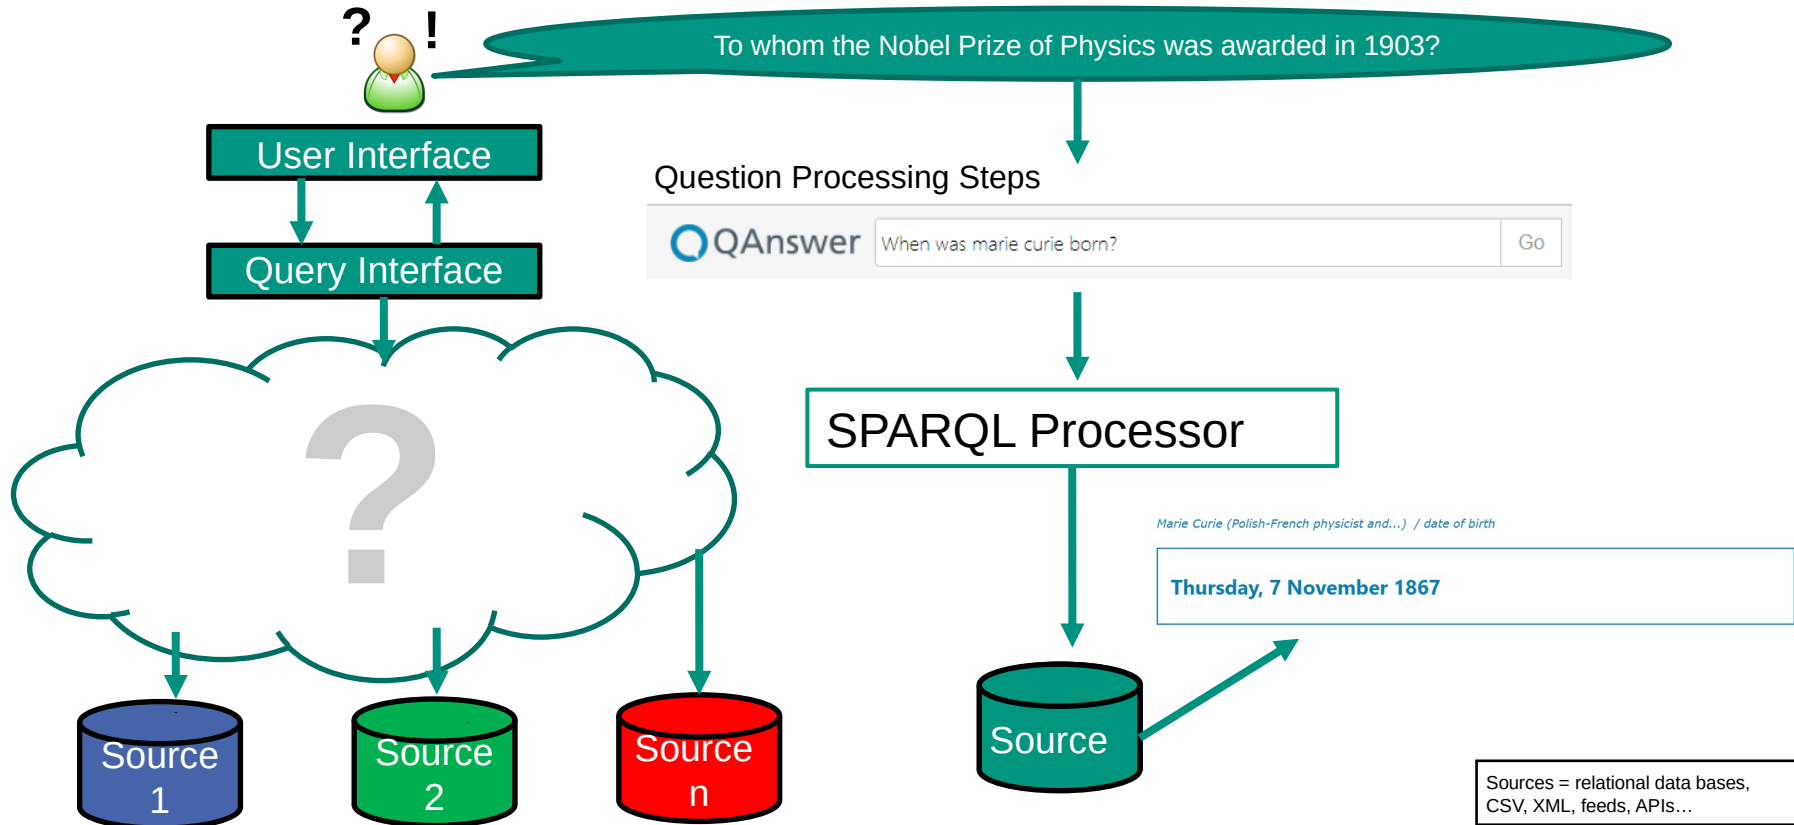 ? !
To whom the Nobel Prize of Physics was awarded in 1903?
User Interface
Query Interface
?
Source
1
Source
2
Source
n
Question Processing Steps
QAnswer
When was marie curie born?
Go
SPARQL Processor
Marie Curie (Polish-French physicist and...) / date of birth
Thursday, 7 November 1867
Source
Sources = relational data bases,
CSV, XML, feeds, APIs…